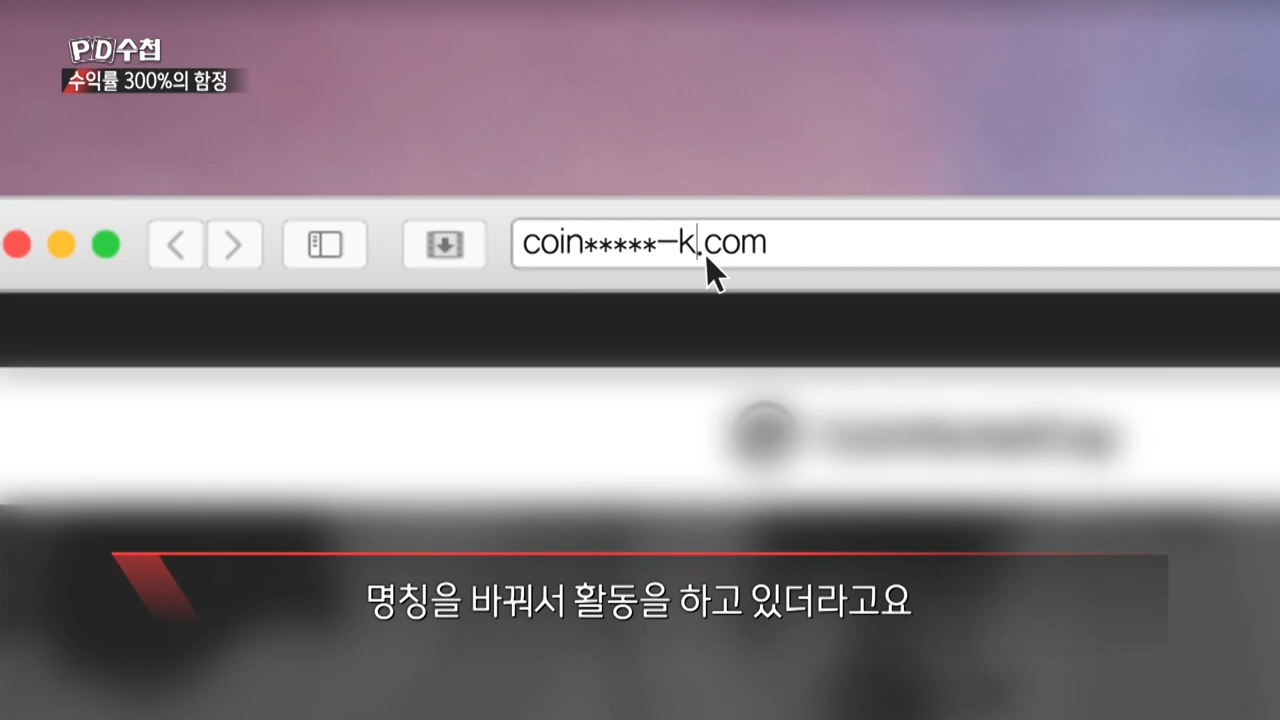 PD수첩
수익률 300%의 함정
coin*****-k.com
명칭을 바꿔서 활동을 하고 있더라고요